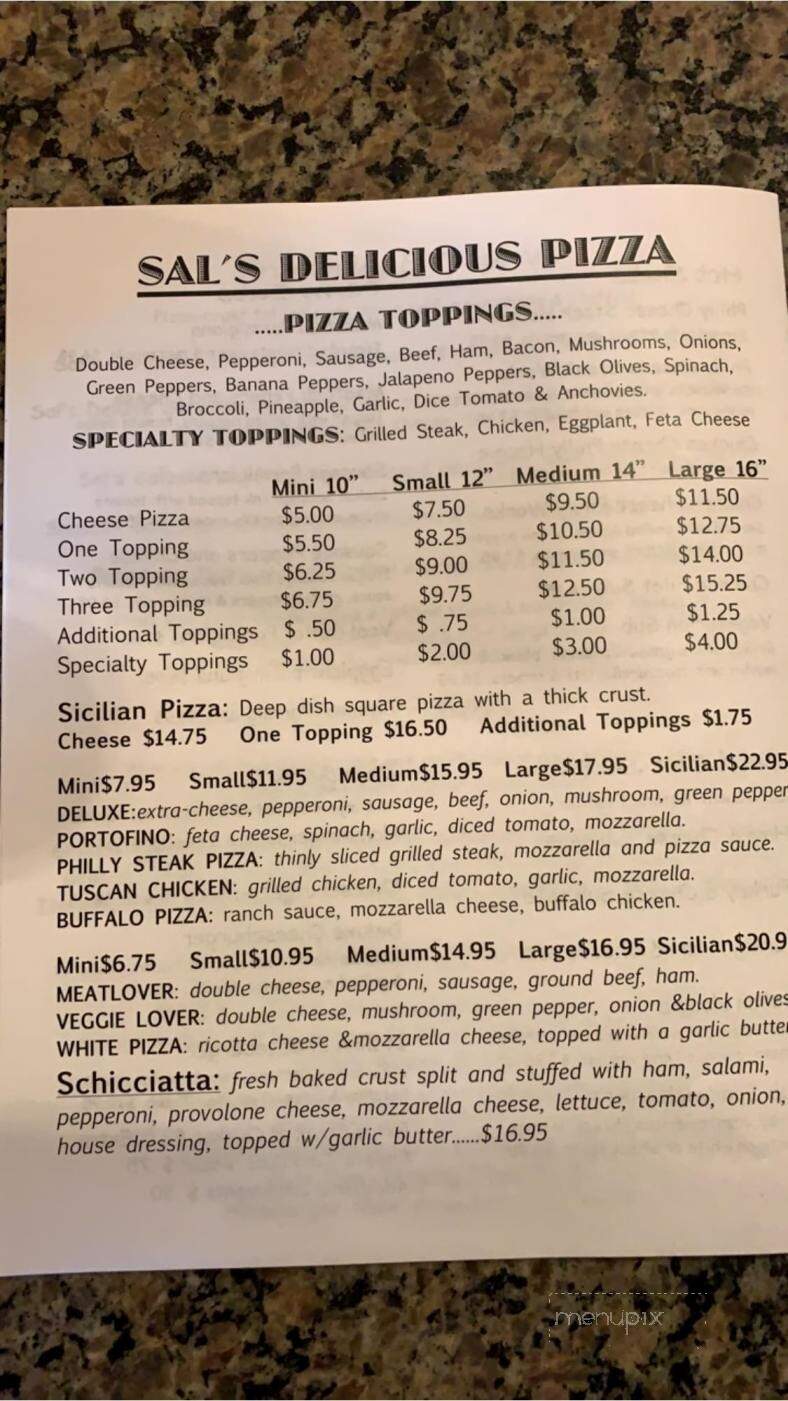 SAL'S DELICIOUS PIZZA
.....PIZZA TOPPINGS.....
Double Cheese, Pepperoni, Sausage, Beef, Ham, Bacon, Mushrooms, Onions,
Green Peppers, Banana Peppers, Jalapeno Peppers, Black Olives, Spinach,
Broccoli, Pineapple, Garlic, Dice Tomato & Anchovies.
SPECIALTY TOPPINGS: Grilled Steak, Chicken, Eggplant, Feta Cheese
Mini 10" Small 12" Medium 14" Large 16"
Cheese Pizza $5.00 $7.50 $9.50 $11.50
One Topping $5.50 $8.25 $10.50 $12.75
Two Topping $6.25 $9.00 $11.50 $14.00
Three Topping $6.75 $9.75 $12.50 $15.25
Additional Toppings $ .50 $ .75 $1.00 $1.25
Specialty Toppings $1.00 $2.00 $3.00 $4.00
Sicilian Pizza: Deep dish square pizza with a thick crust.
Cheese $14.75 One Topping $16.50 Additional Toppings $1.75
Mini$7.95 Small$11.95 Medium$15.95 Large$17.95 Sicilian$22.95
DELUXE:extra-cheese, pepperoni, sausage, beef, onion, mushroom, green pepper
PORTOFINO: feta cheese, spinach, garlic, diced tomato, mozzarella.
PHILLY STEAK PIZZA: thinly sliced grilled steak, mozzarella and pizza sauce.
TUSCAN CHICKEN: grilled chicken, diced tomato, garlic, mozzarella.
BUFFALO PIZZA: ranch sauce, mozzarella cheese, buffalo chicken.
Mini$6.75 Small$10.95 Medium$14.95 Large$16.95 Sicilian$20.9
MEATLOVER: double cheese, pepperoni, sausage, ground beef, ham.
VEGGIE LOVER: double cheese, mushroom, green pepper, onion &black olives
WHITE PIZZA: ricotta cheese &mozzarella cheese, topped with a garlic butter
Schicciatta: fresh baked crust split and stuffed with ham, salami,
pepperoni, provolone cheese, mozzarella cheese, lettuce, tomato, onion,
house dressing, topped w/garlic butter......$16.95
menupix